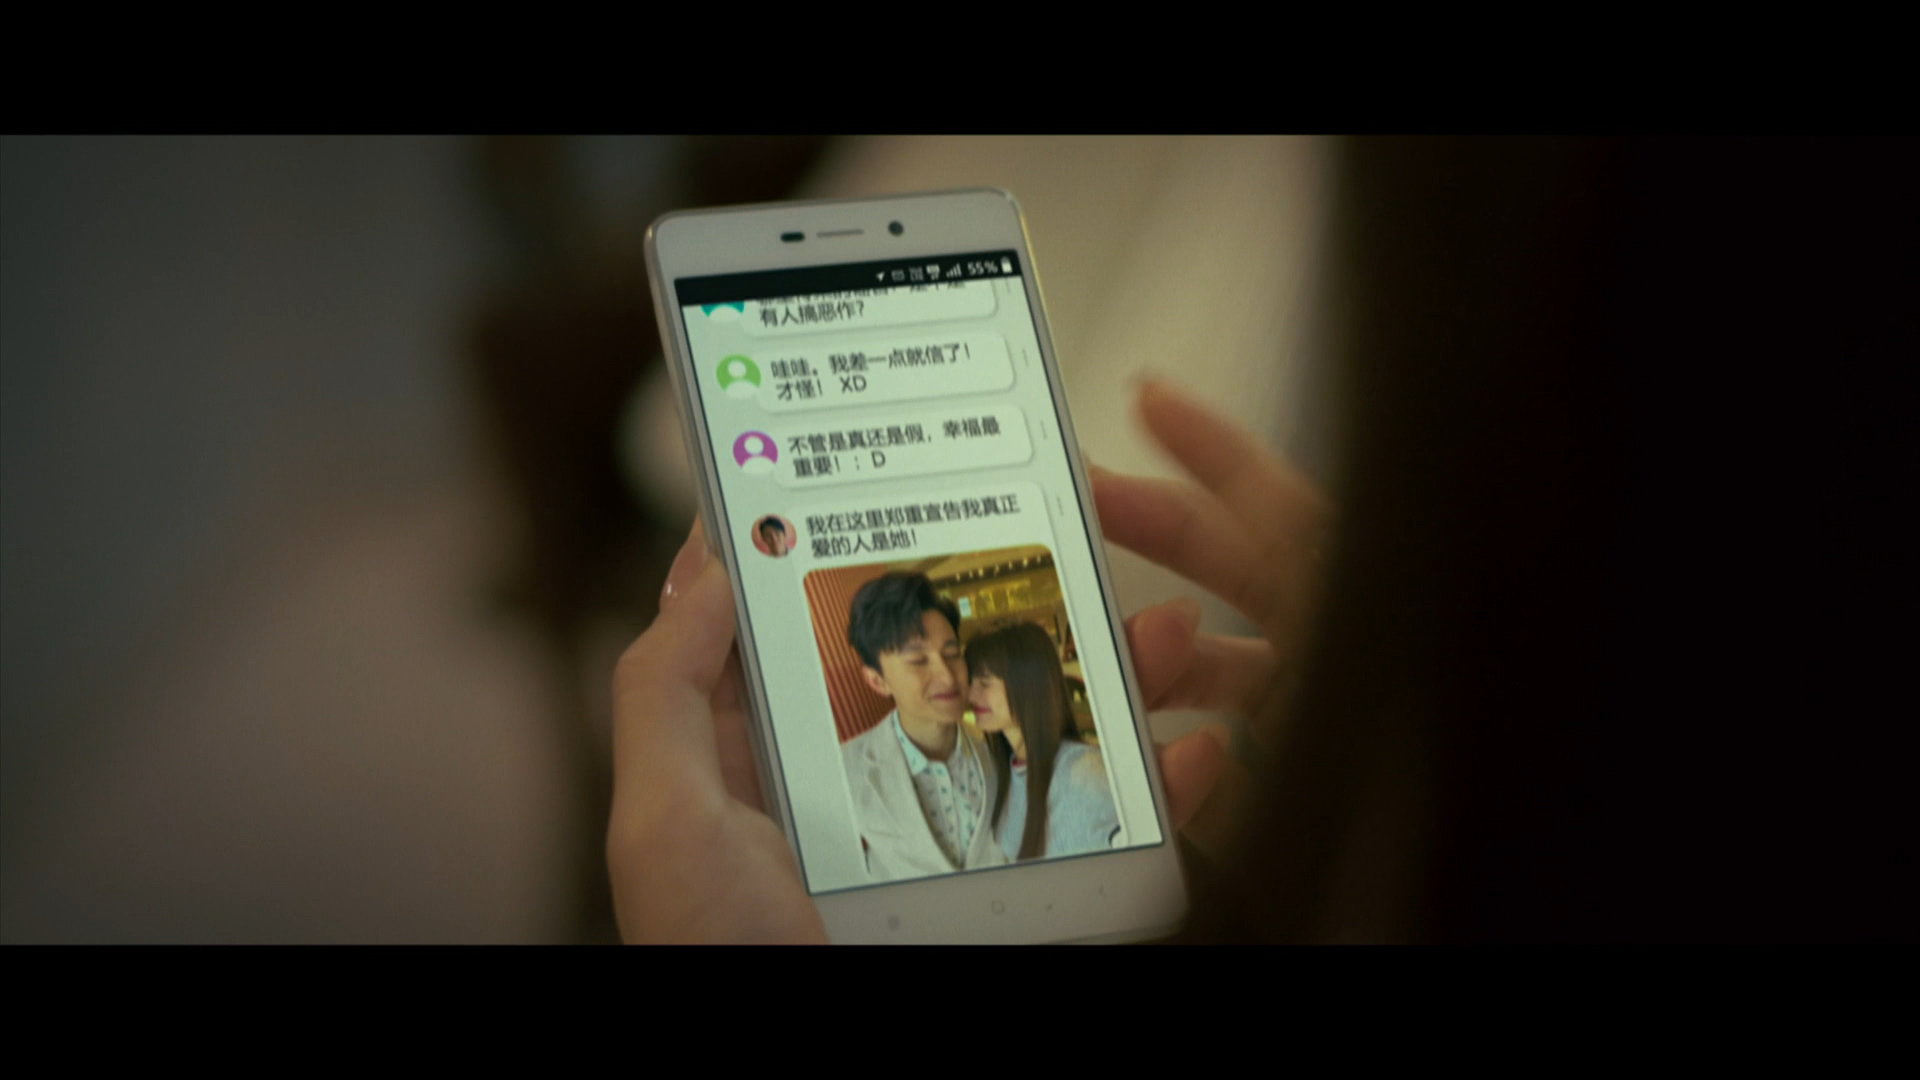 55%
有人搞恶作？
哇哇。我差一点就信了！
才怪！ XD
不管是真还是假，幸福最
重要！：D
我在这里郑重宣告我真正
爱的人是她！